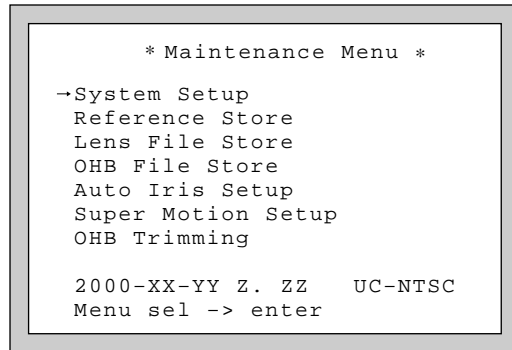 * Maintenance Menu *
→System Setup
Reference Store
Lens File Store
OHB File Store
Auto Iris Setup
Super Motion Setup
OHB Trimming
2000-XX-YY Z. ZZ UC-NTSC
Menu sel -> enter